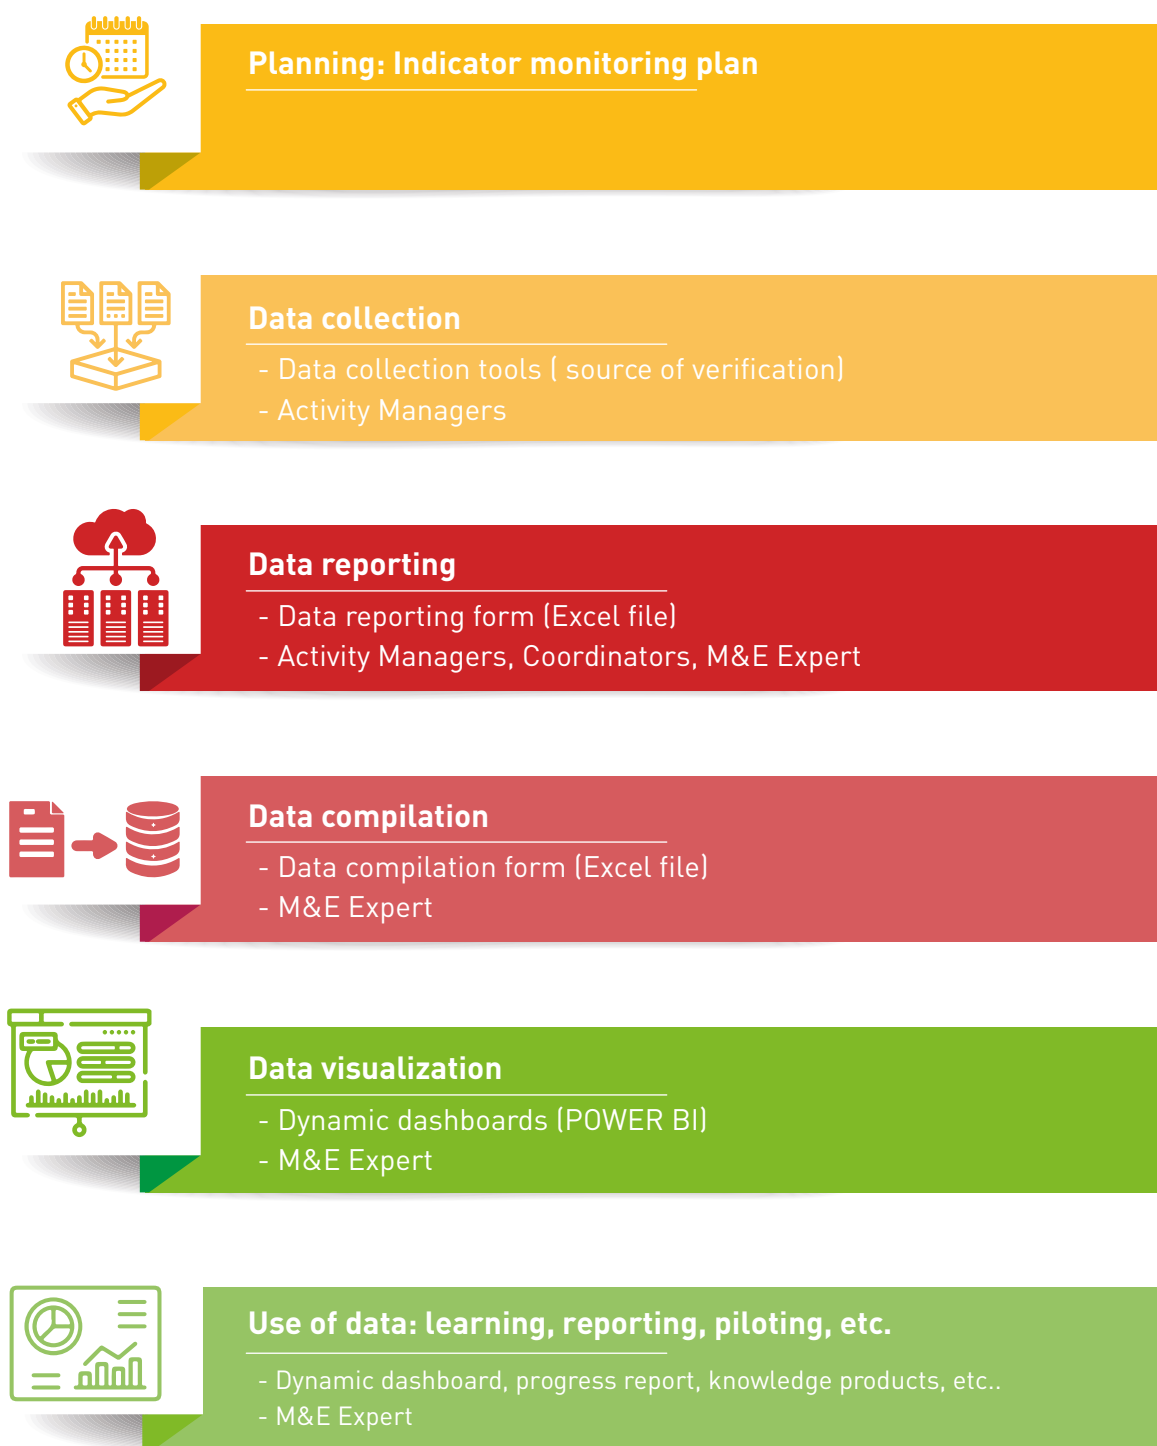 Planning: Indicator monitoring plan
Data collection
- Data collection tools ( source of verification)
- Activity Managers
Data reporting
- Data reporting form (Excel file)
- Activity Managers, Coordinators, M&E Expert
Data compilation
- Data compilation form (Excel file)
- M&E Expert
Data visualization
- Dynamic dashboards (POWER BI)
- M&E Expert
Use of data: learning, reporting, piloting, etc.
- Dynamic dashboard, progress report, knowledge products, etc..
- M&E Expert